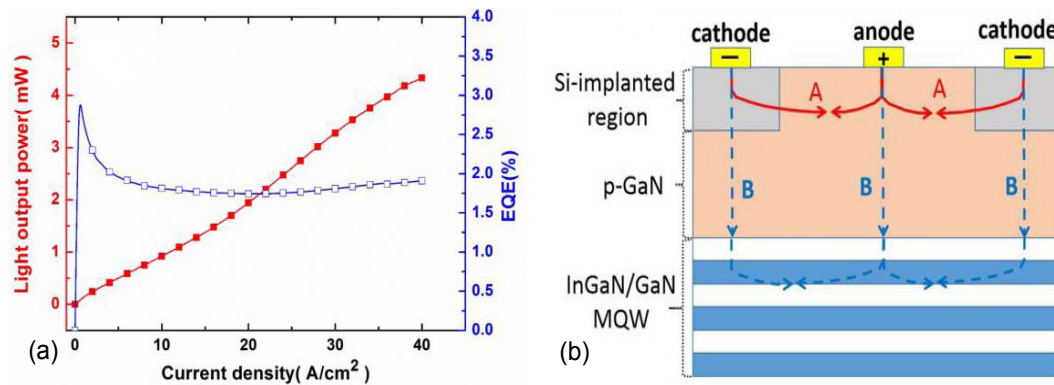 5
4
3
2
1
0
Light output power( mW )
4.0
3.5
3.0
2.5
2.0
1.5
1.0
0.5
0.0
EQE(%)
0 10 20 30 40
Current density( A/cm²)
(a)
cathode anode cathode
− + −
Si-implanted
region
A A
p-GaN
B B B
InGaN/GaN
MQW
(b)